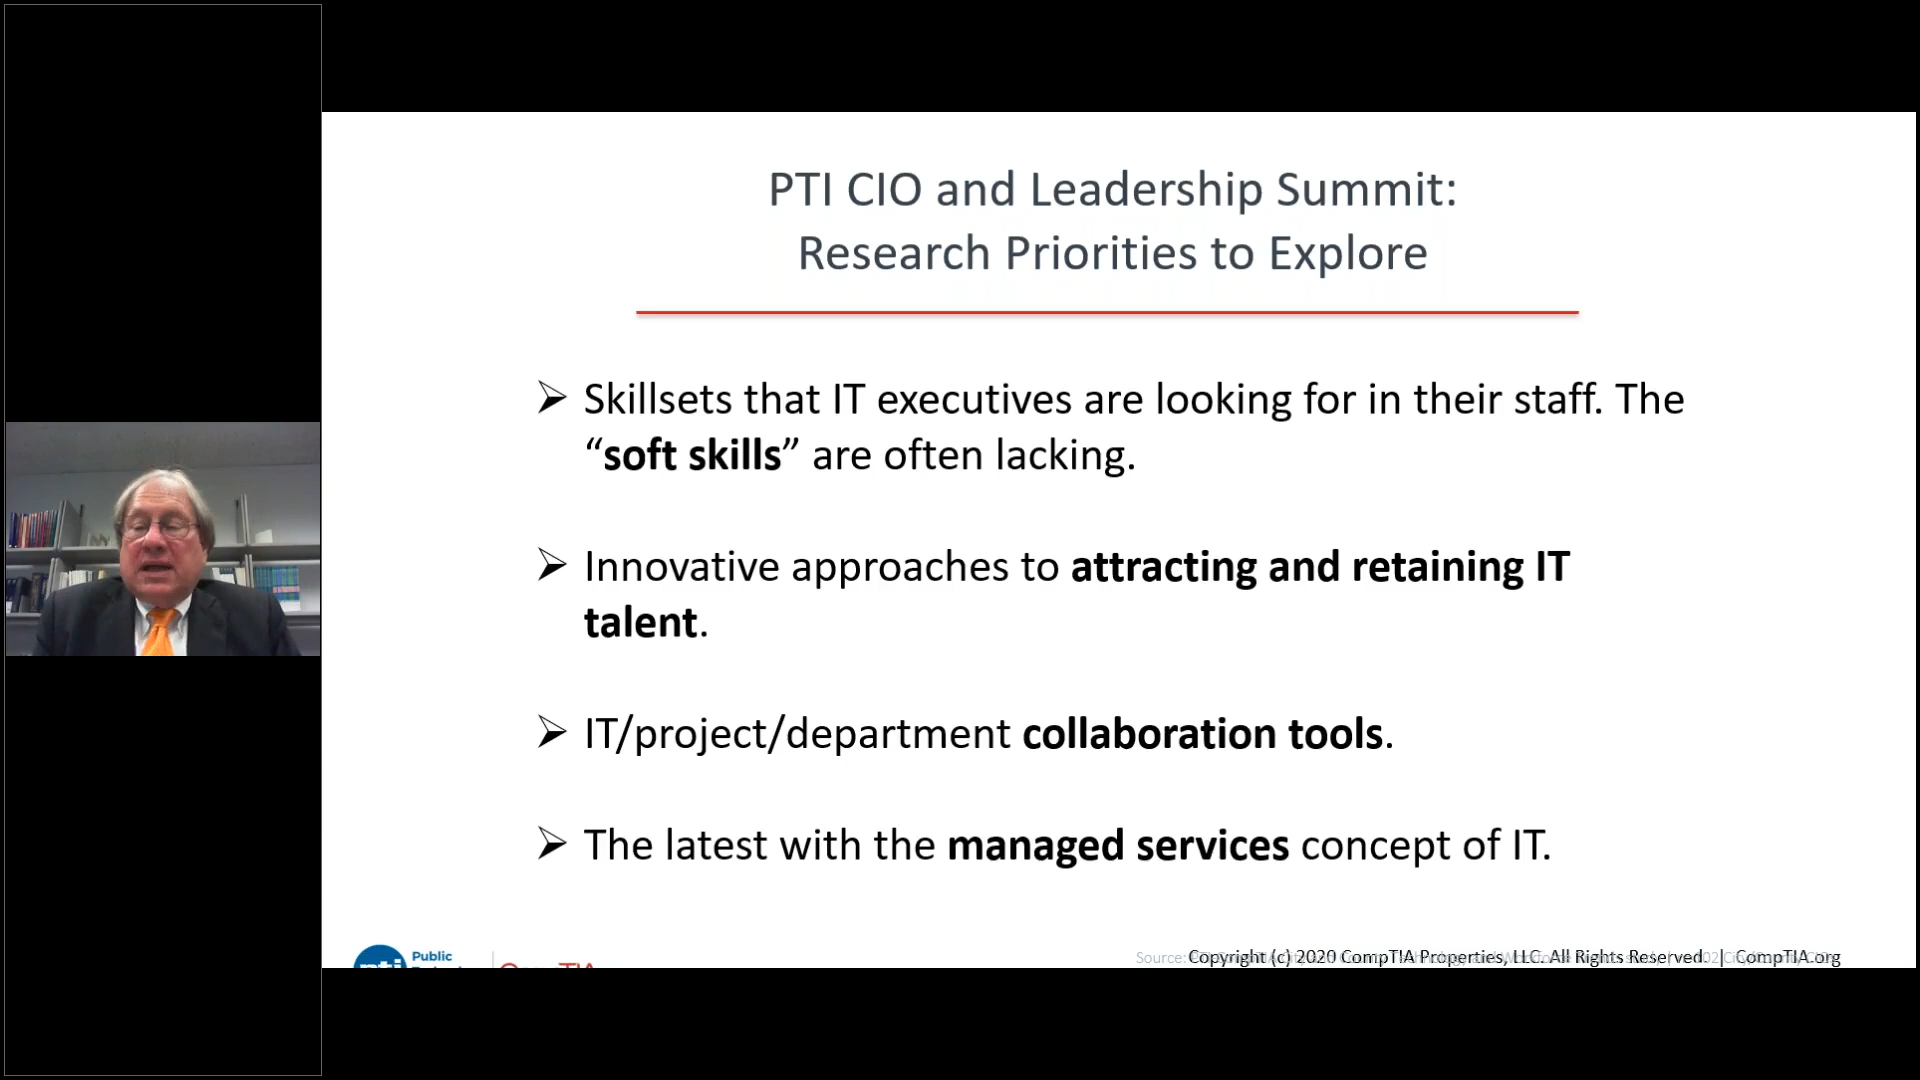 PTI CIO and Leadership Summit:
Research Priorities to Explore
➢ Skillsets that IT executives are looking for in their staff. The
“soft skills” are often lacking.
➢ Innovative approaches to attracting and retaining IT
talent.
➢ IT/project/department collaboration tools.
➢ The latest with the managed services concept of IT.
pti Public
CompTIA
Source:
Copyright (c) 2020 CompTIA Properties, LLC. All Rights Reserved. | CompTIA.org